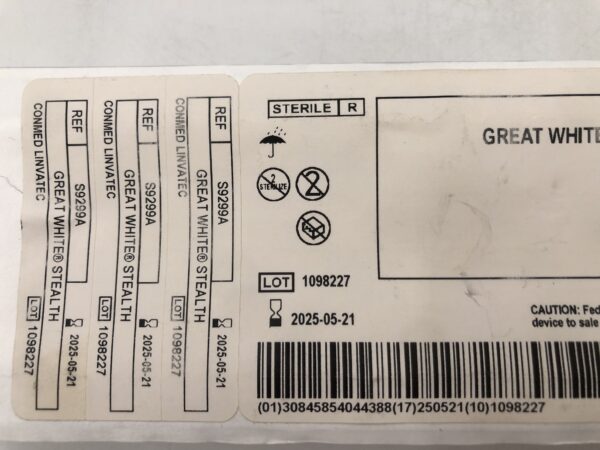 REF S9299A 2025-05-21
GREAT WHITE® STEALTH
CONMED LINVATEC LOT 1098227
REF S9299A 2025-05-21
GREAT WHITE® STEALTH
CONMED LINVATEC LOT 1098227
REF S9299A 2025-05-21
GREAT WHITE® STEALTH
CONMED LINVATEC LOT 1098227
STERILE R
GREAT WHITE
2
STERILIZE
2
LOT 1098227
2025-05-21
CAUTION: Fed
device to sale
(01)30845854044388(17)250521(10)1098227